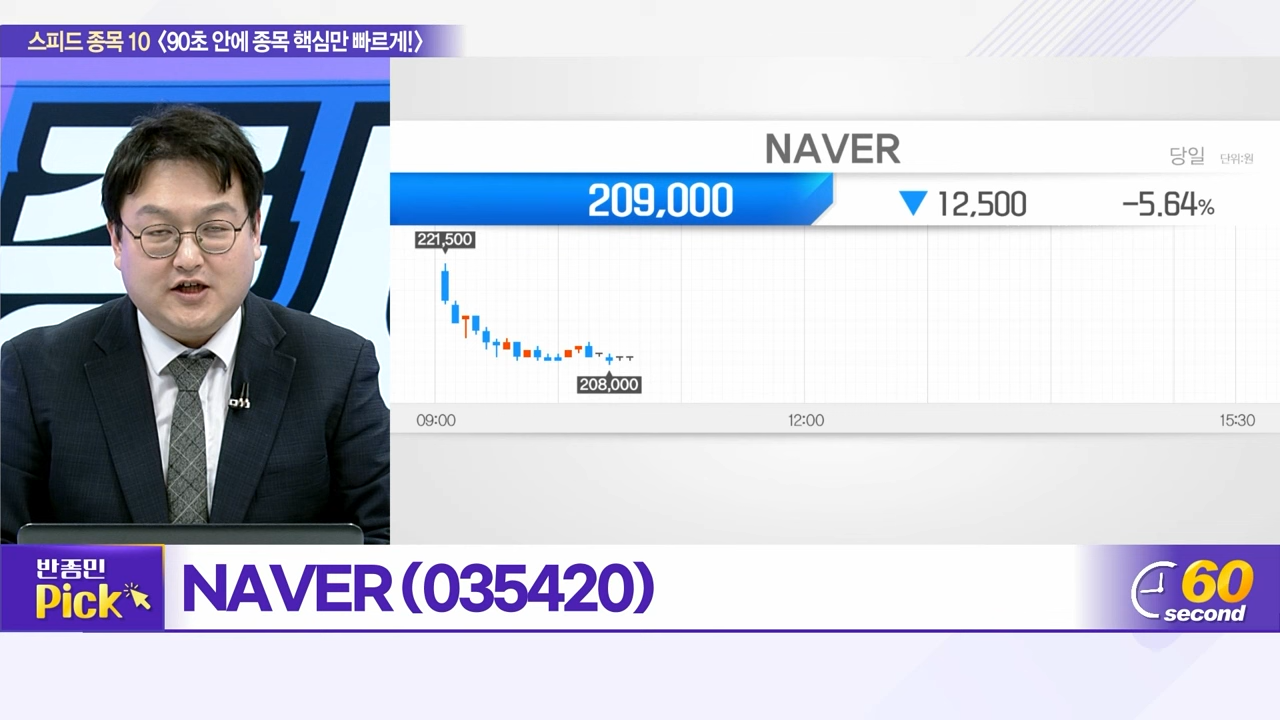 스피드 종목 10 〈90초 안에 종목 핵심만 빠르게!〉
NAVER
당일 단위:원
209,000 ▼ 12,500 -5.64%
221,500
208,000
09:00 12:00 15:30
반종민
Pick
NAVER (035420)
60
second